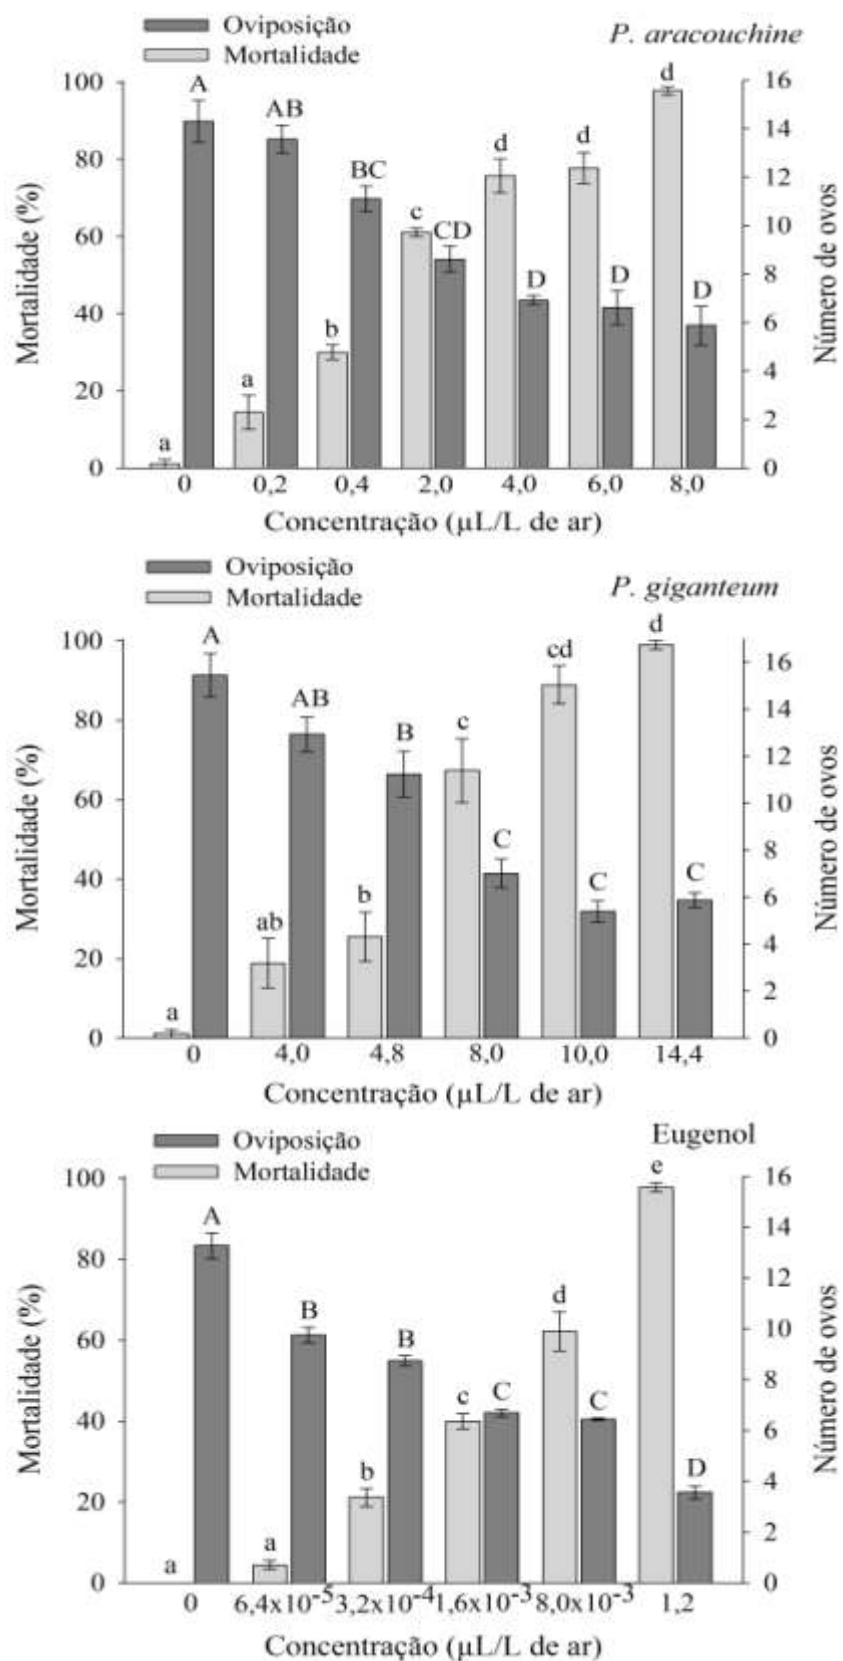 Oviposição
Mortalidade
P. aracouchine
100
80
60
40
20
0
Mortalidade (%)
a
A
a
AB
b
BC
c
CD
d
D
d
D
d
D
16
14
12
10
8
6
4
2
0
Número de ovos
0 0,2 0,4 2,0 4,0 6,0 8,0
Concentração (µL/L de ar)
Oviposição
Mortalidade
P. giganteum
100
80
60
40
20
0
Mortalidade (%)
a
A
ab
AB
b
B
c
C
cd
C
d
C
16
14
12
10
8
6
4
2
0
Número de ovos
0 4,0 4,8 8,0 10,0 14,4
Concentração (µL/L de ar)
Oviposição
Mortalidade
Eugenol
100
80
60
40
20
0
Mortalidade (%)
a
A
a
B
b
B
c
C
d
C
e
D
16
14
12
10
8
6
4
2
0
Número de ovos
0 6,4x10⁻⁵ 3,2x10⁻⁴ 1,6x10⁻³ 8,0x10⁻³ 1,2
Concentração (µL/L de ar)